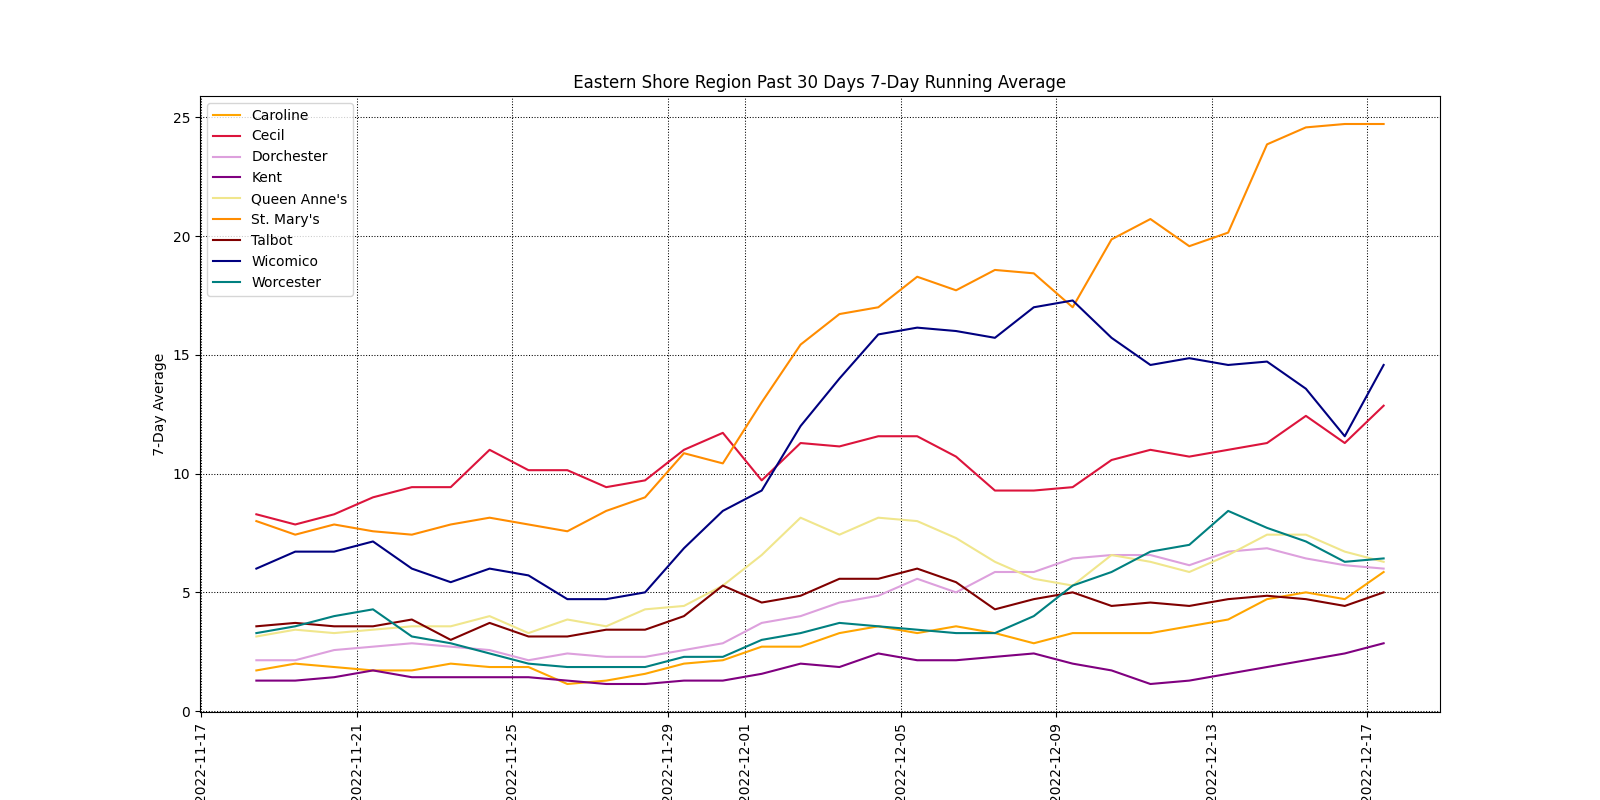 Eastern Shore Region Past 30 Days 7-Day Running Average
Caroline
Cecil
Dorchester
Kent
Queen Anne's
St. Mary's
Talbot
Wicomico
Worcester
7-Day Average
25
20
15
10
5
0
2022-11-17
2022-11-21
2022-11-25
2022-11-29
2022-12-01
2022-12-05
2022-12-09
2022-12-13
2022-12-17